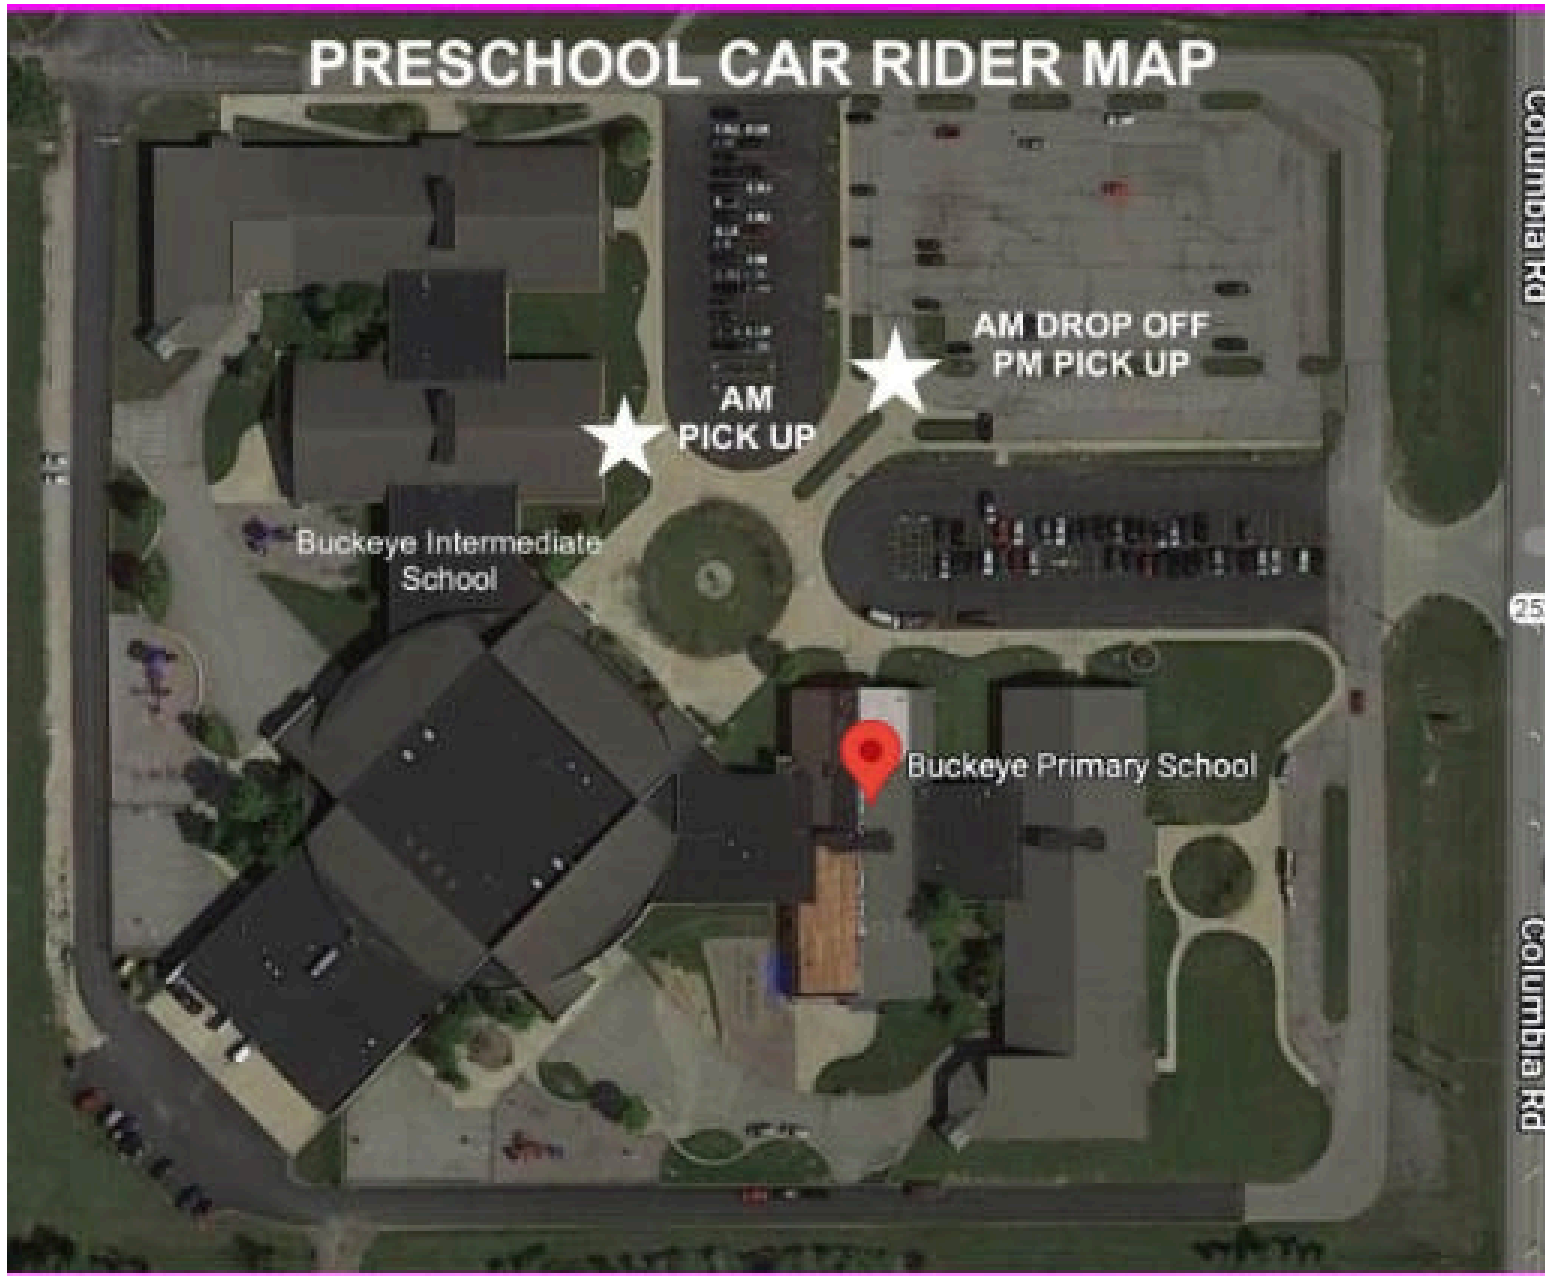 PRESCHOOL CAR RIDER MAP
Columbia Rd
AM DROP OFF
PM PICK UP
AM
PICK UP
Buckeye Intermediate
School
25
Buckeye Primary School
Columbia Rd